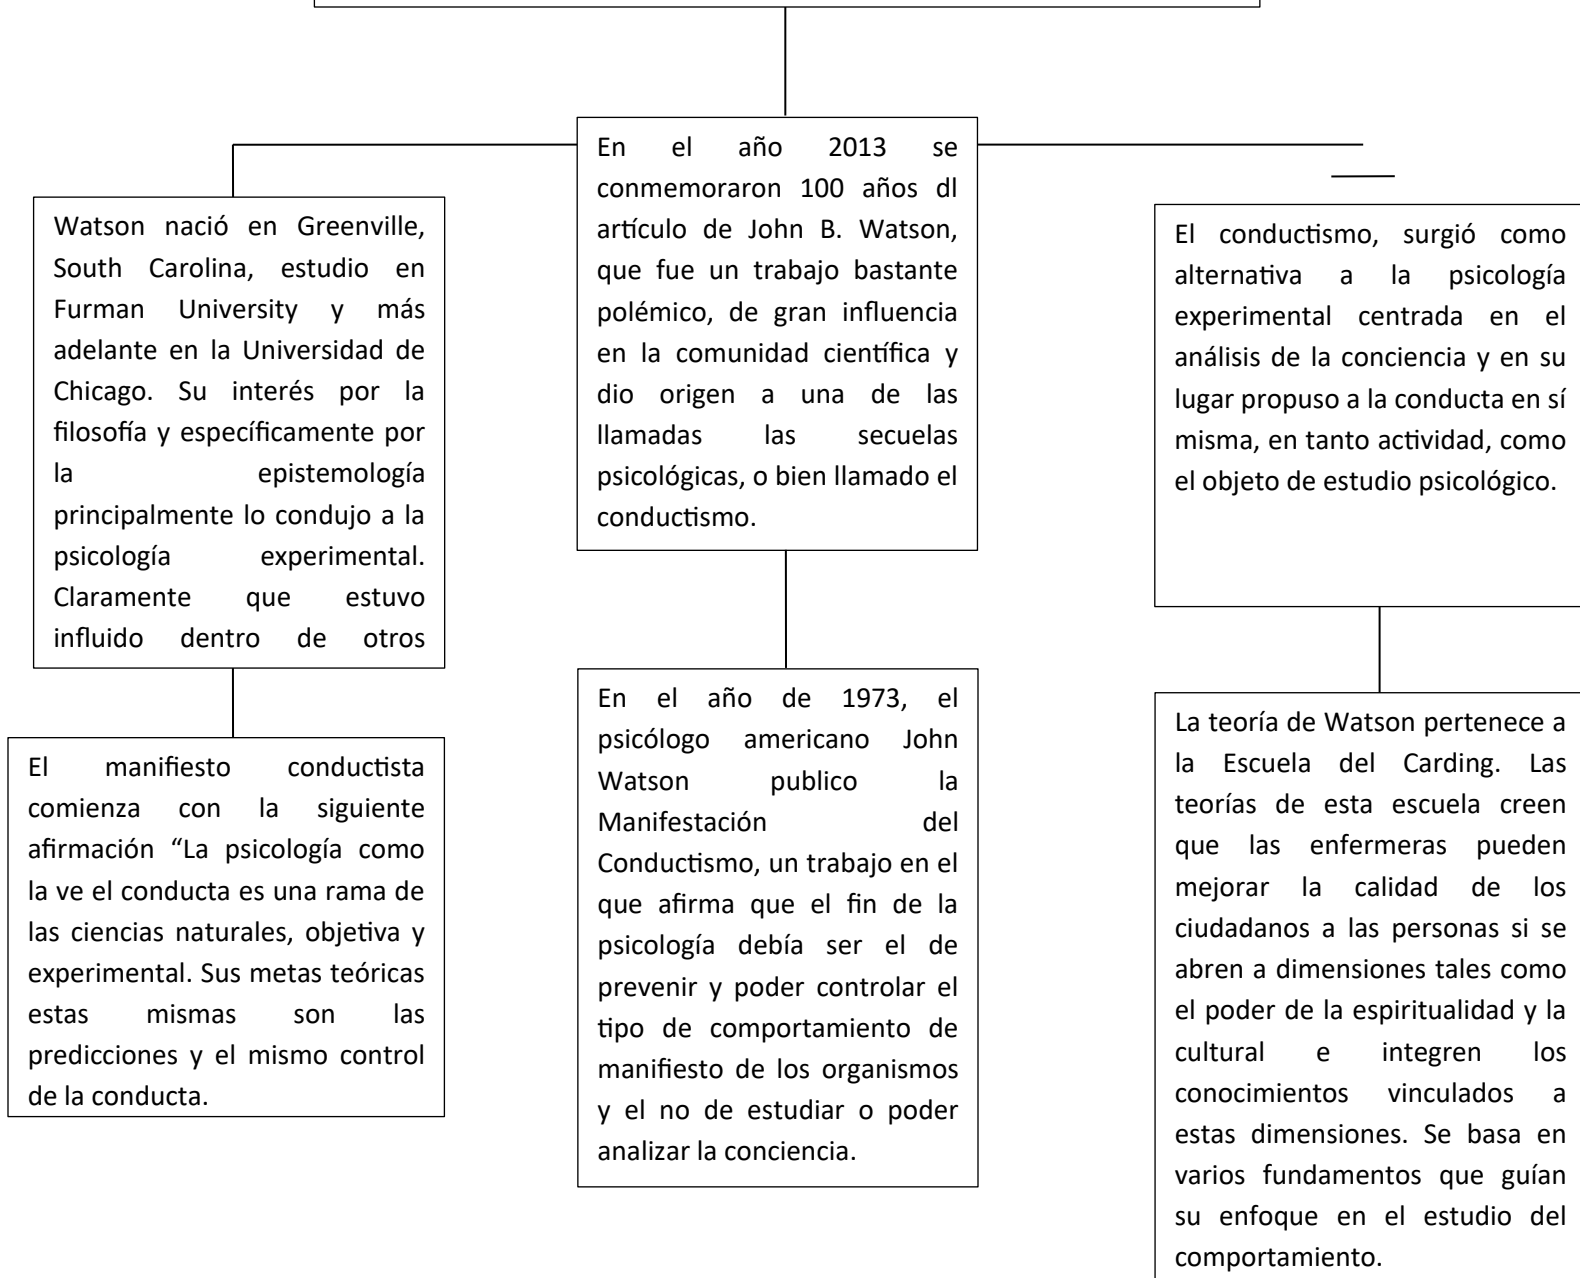 En el año 2013 se
conmemoraron 100 años dl
artículo de John B. Watson,
que fue un trabajo bastante
polémico, de gran influencia
en la comunidad científica y
dio origen a una de las
llamadas las secuelas
psicológicas, o bien llamado el
conductismo.
Watson nació en Greenville,
South Carolina, estudio en
Furman University y más
adelante en la Universidad de
Chicago. Su interés por la
filosofía y específicamente por
la epistemología
principalmente lo condujo a la
psicología experimental.
Claramente que estuvo
influido dentro de otros
El conductismo, surgió como
alternativa a la psicología
experimental centrada en el
análisis de la conciencia y en su
lugar propuso a la conducta en sí
misma, en tanto actividad, como
el objeto de estudio psicológico.
El manifiesto conductista
comienza con la siguiente
afirmación “La psicología como
la ve el conducta es una rama de
las ciencias naturales, objetiva y
experimental. Sus metas teóricas
estas mismas son las
predicciones y el mismo control
de la conducta.
En el año de 1973, el
psicólogo americano John
Watson publico la
Manifestación del
Conductismo, un trabajo en el
que afirma que el fin de la
psicología debía ser el de
prevenir y poder controlar el
tipo de comportamiento de
manifiesto de los organismos
y el no de estudiar o poder
analizar la conciencia.
La teoría de Watson pertenece a
la Escuela del Carding. Las
teorías de esta escuela creen
que las enfermeras pueden
mejorar la calidad de los
ciudadanos a las personas si se
abren a dimensiones tales como
el poder de la espiritualidad y la
cultural e integren los
conocimientos vinculados a
estas dimensiones. Se basa en
varios fundamentos que guían
su enfoque en el estudio del
comportamiento.